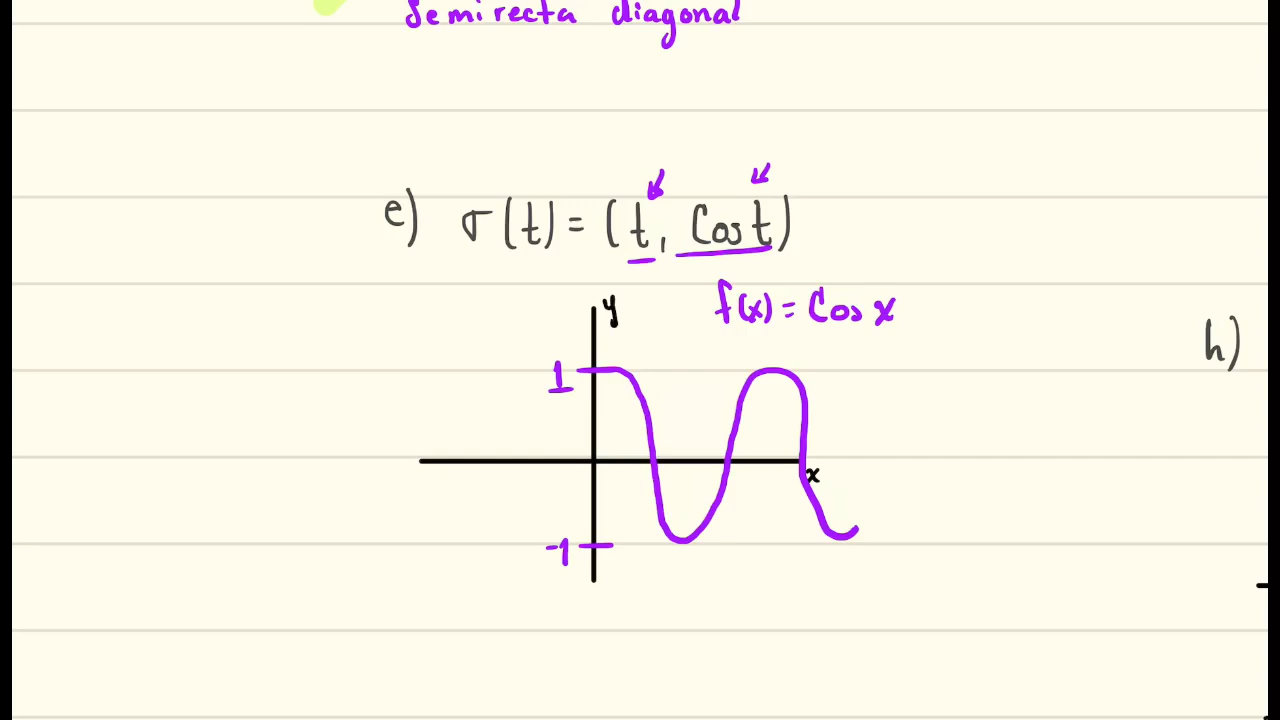 Semirecta diagonal
e) σ(t) = (t, Cos t)
y
f(x) = Cos x
h)
1
x
-1